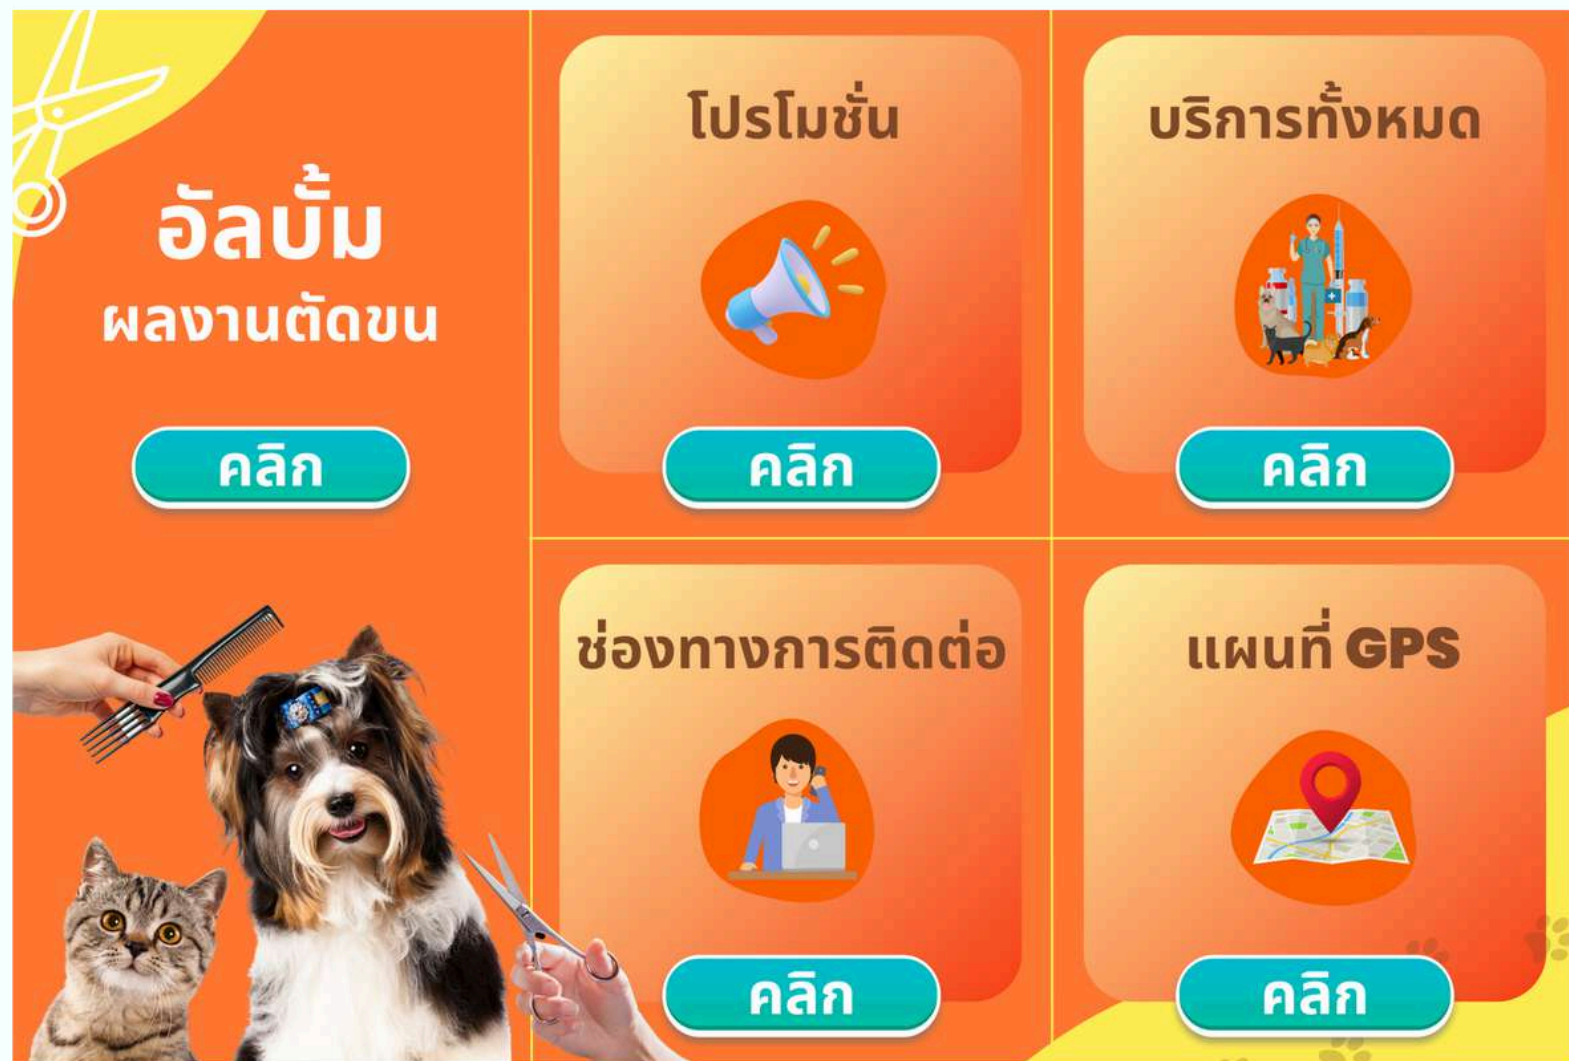 อัลบั้ม
ผลงานตัดขน
คลิก
โปรโมชั่น
คลิก
บริการทั้งหมด
คลิก
ช่องทางการติดต่อ
คลิก
แผนที่ GPS
คลิก